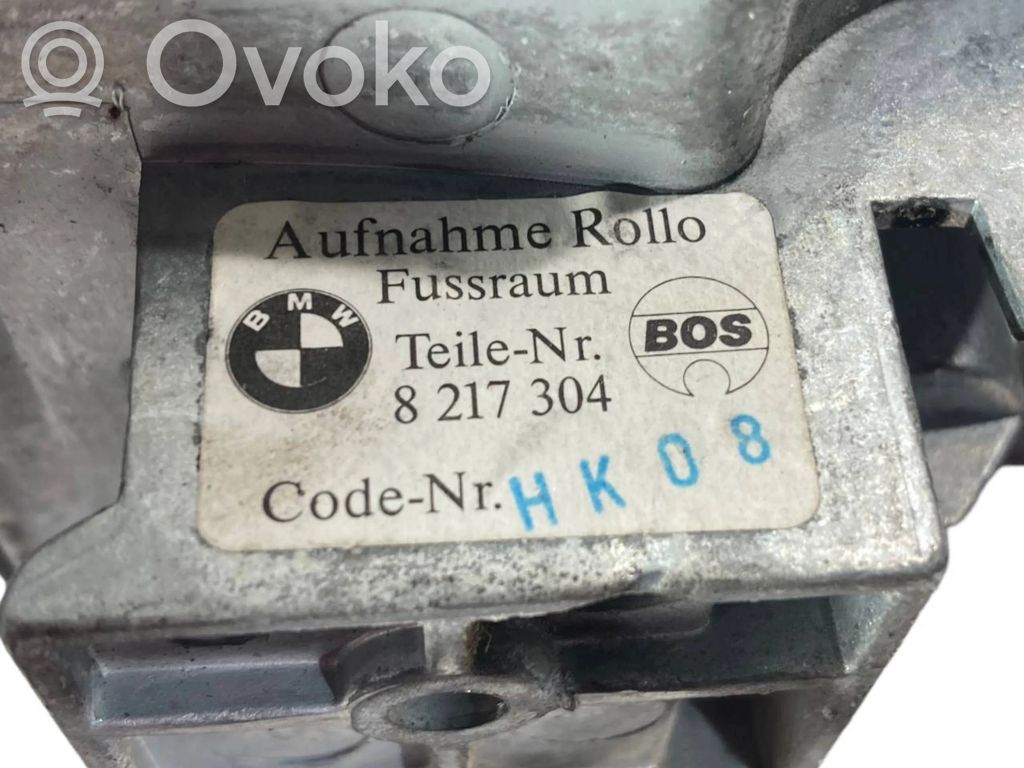 Ovoko
Aufnahme Rollo
Fussraum
BMW
BOS
Teile-Nr.
8 217 304
Code-Nr. HK08